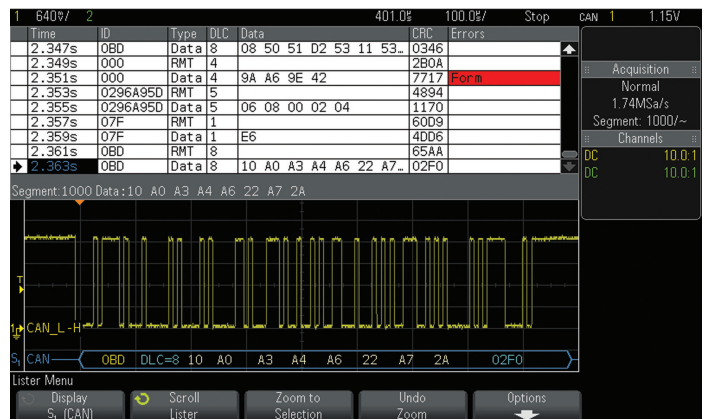 1 640⅞/ 2 401.0⅝ 100.0⅝/ Stop CAN 1 1.15V
Time ID Type DLC Data CRC Errors
2.347s 0BD Data 8 08 50 51 D2 53 11 53… 0346
2.349s 000 RMT 4 2B0A
2.351s 000 Data 4 9A A6 9E 42 7717 Form
2.353s 0296A95D RMT 5 4894
2.355s 0296A95D Data 5 06 08 00 02 04 1170
2.357s 07F RMT 1 60D9
2.359s 07F Data 1 E6 4DD6
2.361s 0BD RMT 8 65AA
2.363s 0BD Data 8 10 A0 A3 A4 A6 22 A7… 02F0
Acquisition
Normal
1.74MSa/s
Segment: 1000/~
Channels
DC 10.0:1
DC 10.0:1
Segment:1000 Data:10 A0 A3 A4 A6 22 A7 2A
T
1 CAN_L-H
S₁ CAN 0BD DLC=8 10 A0 A3 A4 A6 22 A7 2A 02F0
Lister Menu
Display Scroll Zoom to Undo Options
S₁ (CAN) Lister Selection Zoom